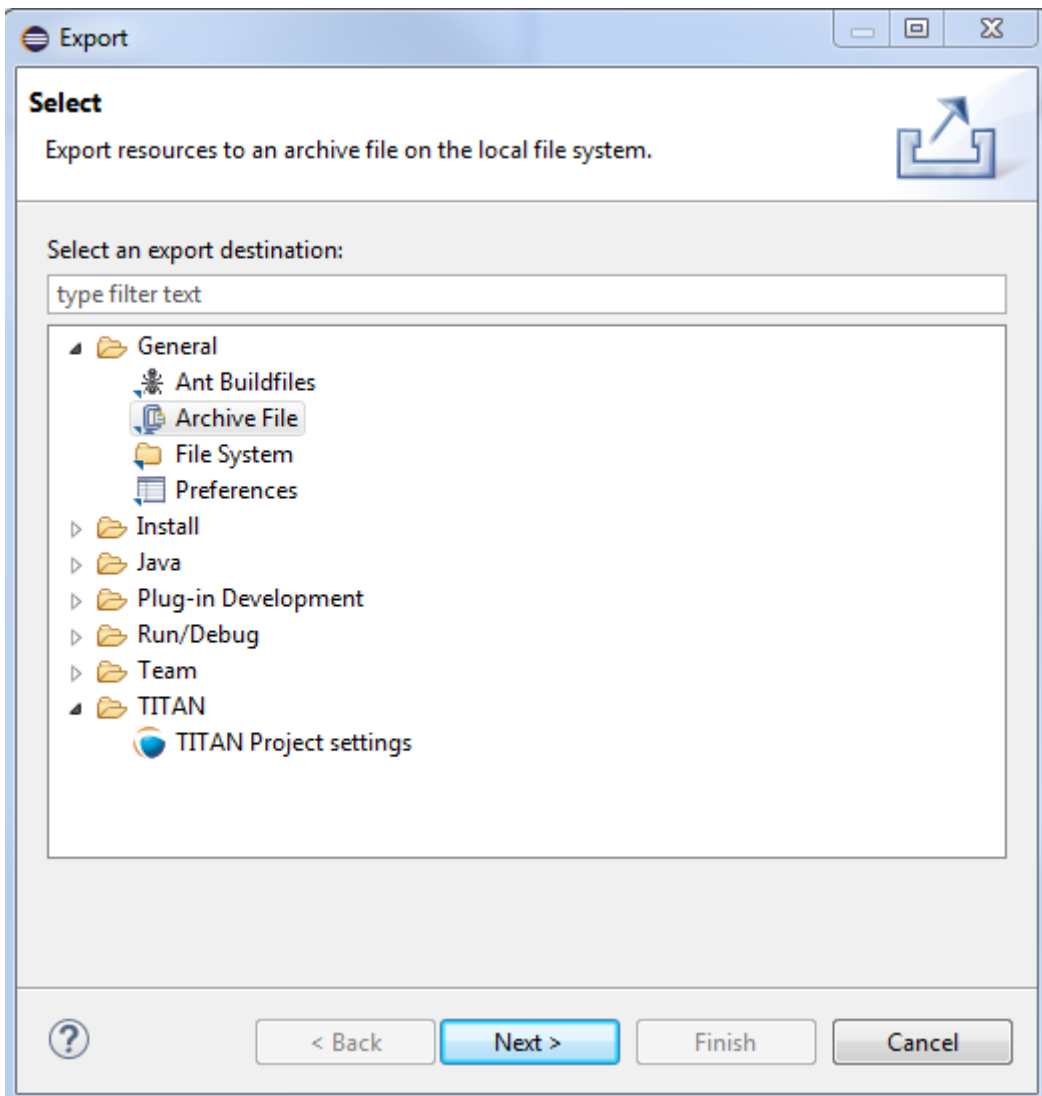 Export
Select
Export resources to an archive file on the local file system.
Select an export destination:
type filter text
General
Ant Buildfiles
Archive File
File System
Preferences
Install
Java
Plug-in Development
Run/Debug
Team
TITAN
TITAN Project settings
? < Back Next > Finish Cancel